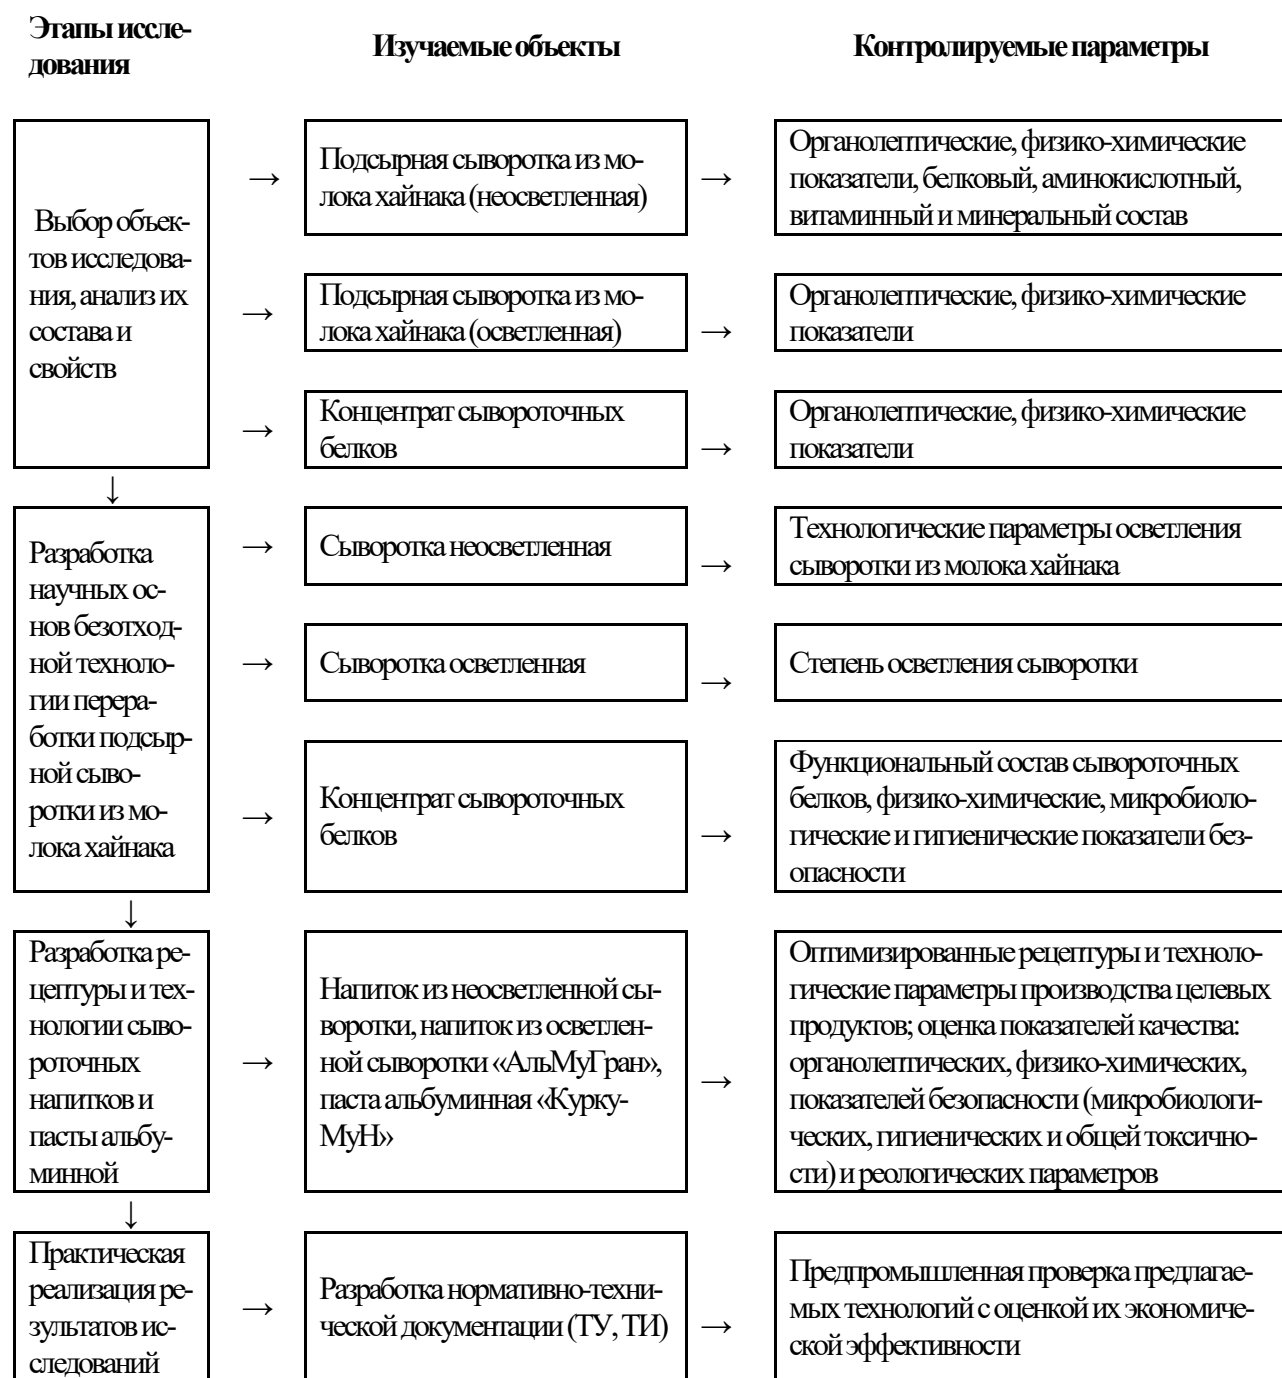 Этапы иссле-
дования
Изучаемые объекты
Контролируемые параметры
Выбор объек-
тов исследова-
ния, анализ их
состава и
свойств
→
Подсырная сыворотка из мо-
лока хайнака (неосветленная)
→
Органолептические, физико-химические
показатели, белковый, аминокислотный,
витаминный и минеральный состав
→
Подсырная сыворотка из мо-
лока хайнака (осветленная)
→
Органолептические, физико-химические
показатели
→
Концентрат сывороточных
белков
→
Органолептические, физико-химические
показатели
↓
Разработка
научных ос-
нов безотход-
ной техноло-
гии перера-
ботки подсыр-
ной сыво-
ротки из мо-
лока хайнака
→
Сыворотка неосветленная
→
Технологические параметры осветления
сыворотки из молока хайнака
→
Сыворотка осветленная
→
Степень осветления сыворотки
→
Концентрат сывороточных
белков
→
Функциональный состав сывороточных
белков, физико-химические, микробиоло-
гические и гигиенические показатели без-
опасности
↓
Разработка ре-
цептуры и тех-
нологии сыво-
роточных
напитков и
пасты альбу-
минной
→
Напиток из неосветленной сы-
воротки, напиток из осветлен-
ной сыворотки «АльМуГран»,
паста альбуминная «Курку-
МуН»
→
Оптимизированные рецептуры и техноло-
гические параметры производства целевых
продуктов; оценка показателей качества:
органолептических, физико-химических,
показателей безопасности (микробиологи-
ческих, гигиенических и общей токсично-
сти) и реологических параметров
↓
Практическая
реализация ре-
зультатов ис-
следований
→
Разработка нормативно-техни-
ческой документации (ТУ, ТИ)
→
Предпромышленная проверка предлагае-
мых технологий с оценкой их экономиче-
ской эффективности